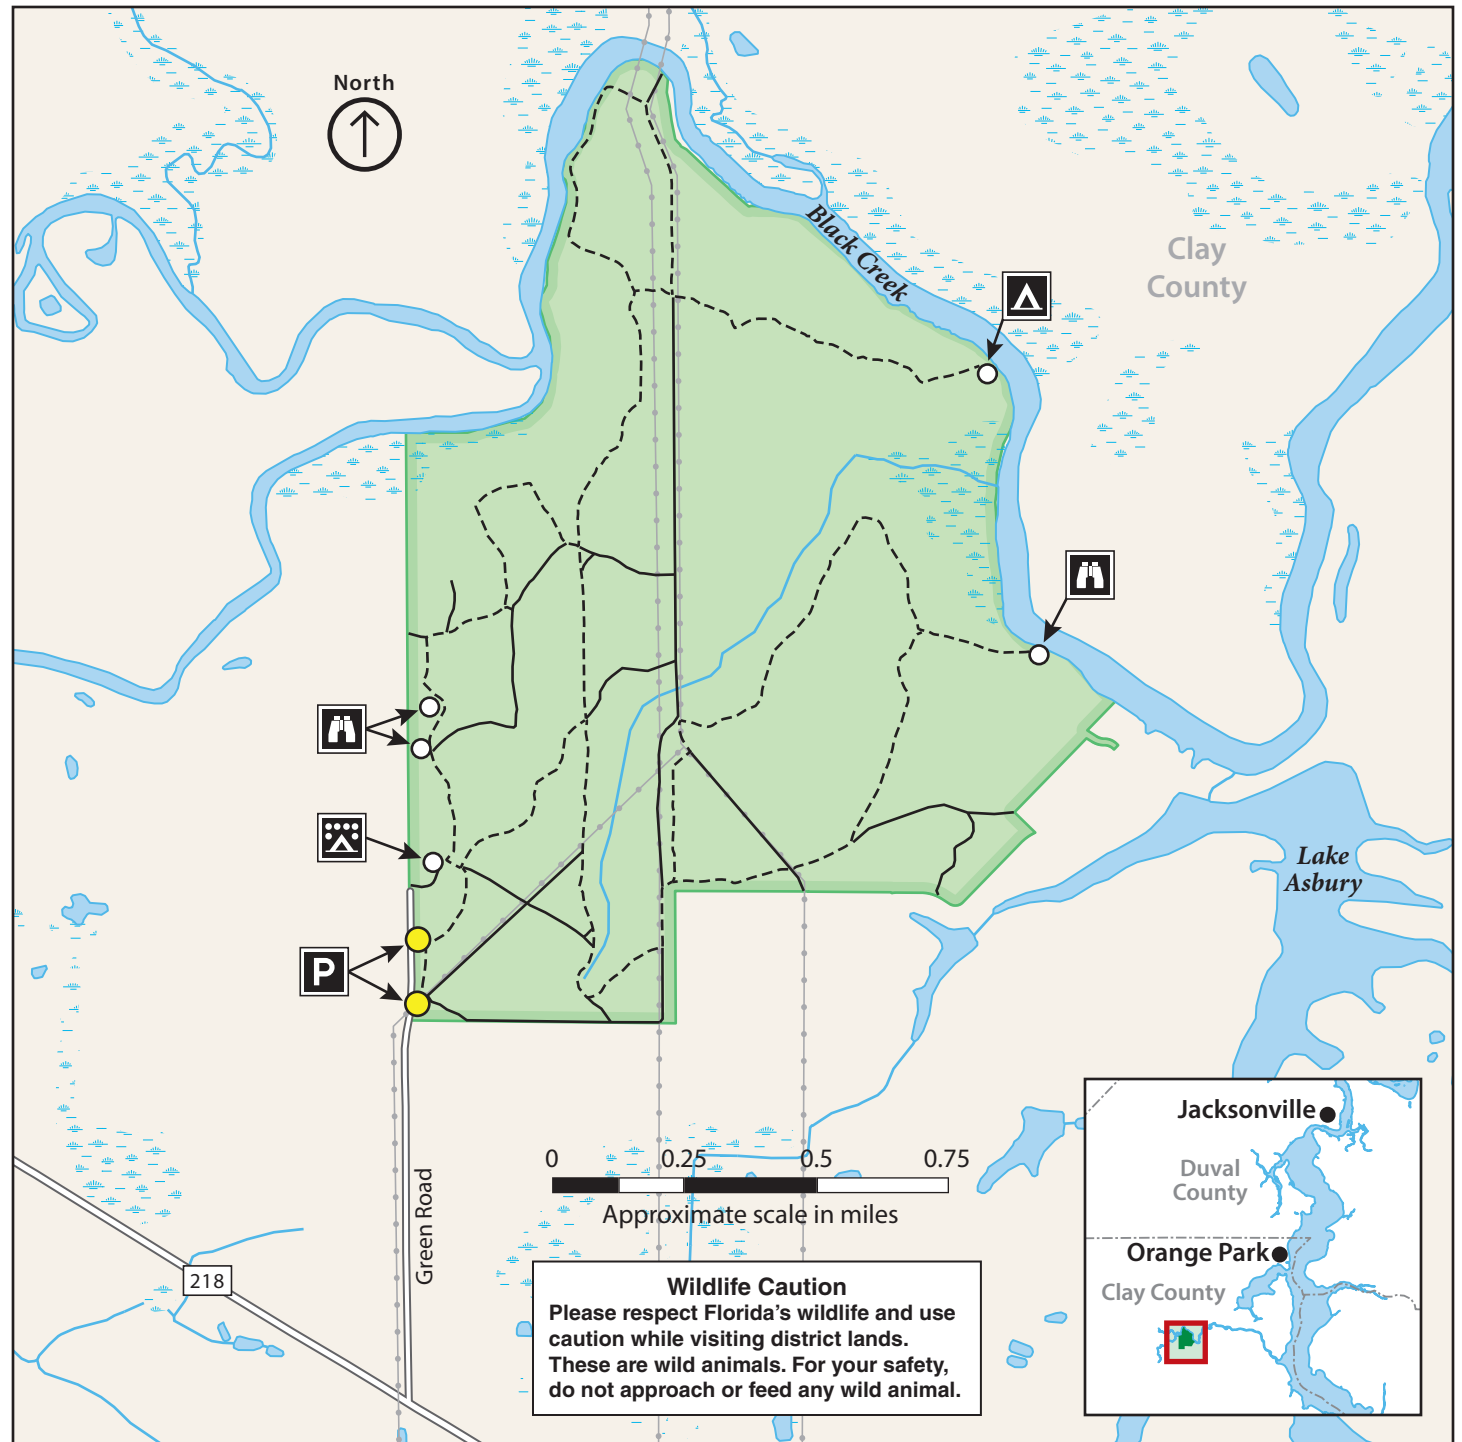 North
Black Creek
Clay
County
Lake
Asbury
P
0 0.25 0.5 0.75
Approximate scale in miles
Green Road
218
Wildlife Caution
Please respect Florida’s wildlife and use
caution while visiting district lands.
These are wild animals. For your safety,
do not approach or feed any wild animal.
Jacksonville
Duval
County
Orange Park
Clay County